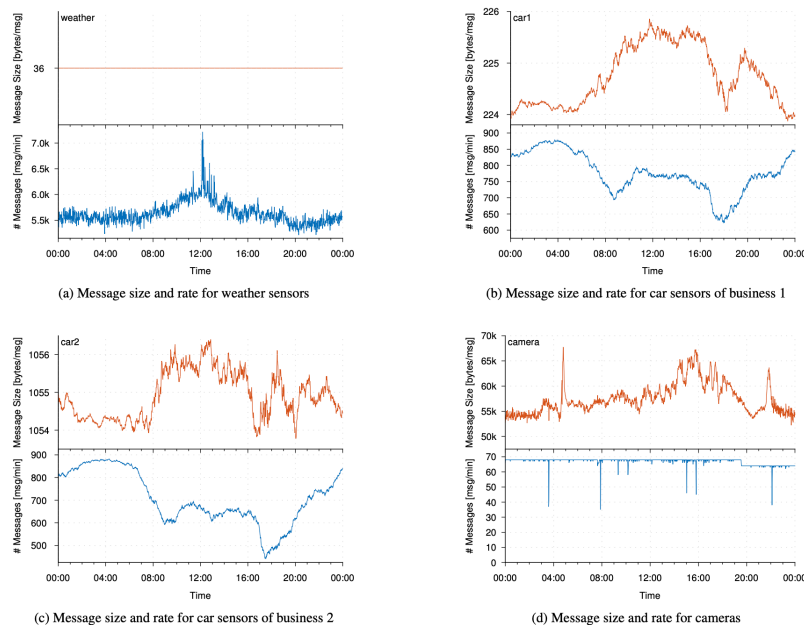 weather
Message Size [bytes/msg]
36
# Messages [msg/min]
7.0k
6.5k
6.0k
5.5k
00:00 04:00 08:00 12:00 16:00 20:00 00:00
Time
(a) Message size and rate for weather sensors
car1
Message Size [bytes/msg]
226
225
224
# Messages [msg/min]
900
850
800
750
700
650
600
00:00 04:00 08:00 12:00 16:00 20:00 00:00
Time
(b) Message size and rate for car sensors of business 1
car2
Message Size [bytes/msg]
1056
1055
1054
# Messages [msg/min]
900
800
700
600
500
00:00 04:00 08:00 12:00 16:00 20:00 00:00
Time
(c) Message size and rate for car sensors of business 2
camera
Message Size [bytes/msg]
70k
65k
60k
55k
50k
# Messages [msg/min]
70
60
50
40
30
20
10
0
00:00 04:00 08:00 12:00 16:00 20:00 00:00
Time
(d) Message size and rate for cameras